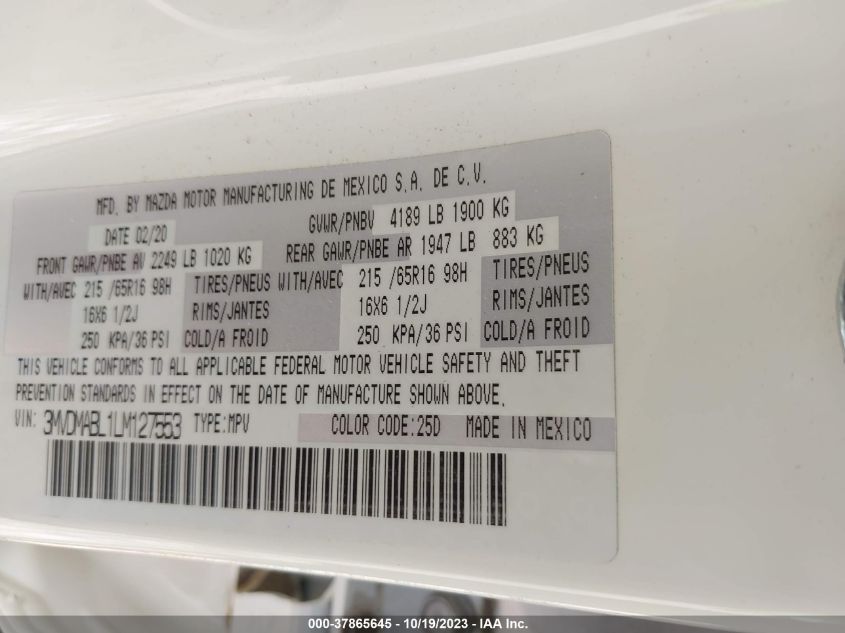 MFD. BY MAZDA MOTOR MANUFACTURING DE MEXICO S.A. DE C.V.
DATE 02/20 GVWR/PNBV 4189 LB 1900 KG
FRONT GAWR/PNBE AV 2249 LB 1020 KG REAR GAWR/PNBE AR 1947 LB 883 KG
WITH/AVEC 215 /65R16 98H TIRES/PNEUS WITH/AVEC 215 /65R16 98H TIRES/PNEUS
16X6 1/2J RIMS/JANTES 16X6 1/2J RIMS/JANTES
250 KPA/36 PSI COLD/A FROID 250 KPA/36 PSI COLD/A FROID
THIS VEHICLE CONFORMS TO ALL APPLICABLE FEDERAL MOTOR VEHICLE SAFETY AND THEFT
PREVENTION STANDARDS IN EFFECT ON THE DATE OF MANUFACTURE SHOWN ABOVE.
VIN: 3MVDMABL1LM127553 TYPE:MPV COLOR CODE:25D MADE IN MEXICO
000-37865645 - 10/19/2023 - IAA Inc.